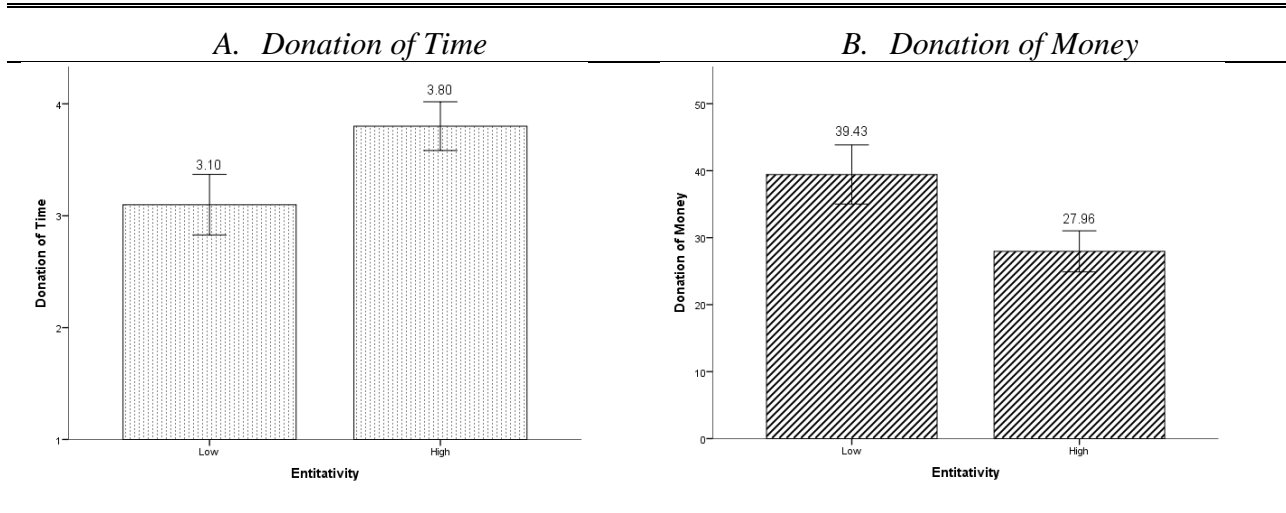 A. Donation of Time
B. Donation of Money
4
3
2
1
Donation of Time
3.10
3.80
Low
High
Entitativity
50
40
30
20
10
0
Donation of Money
39.43
27.96
Low
High
Entitativity